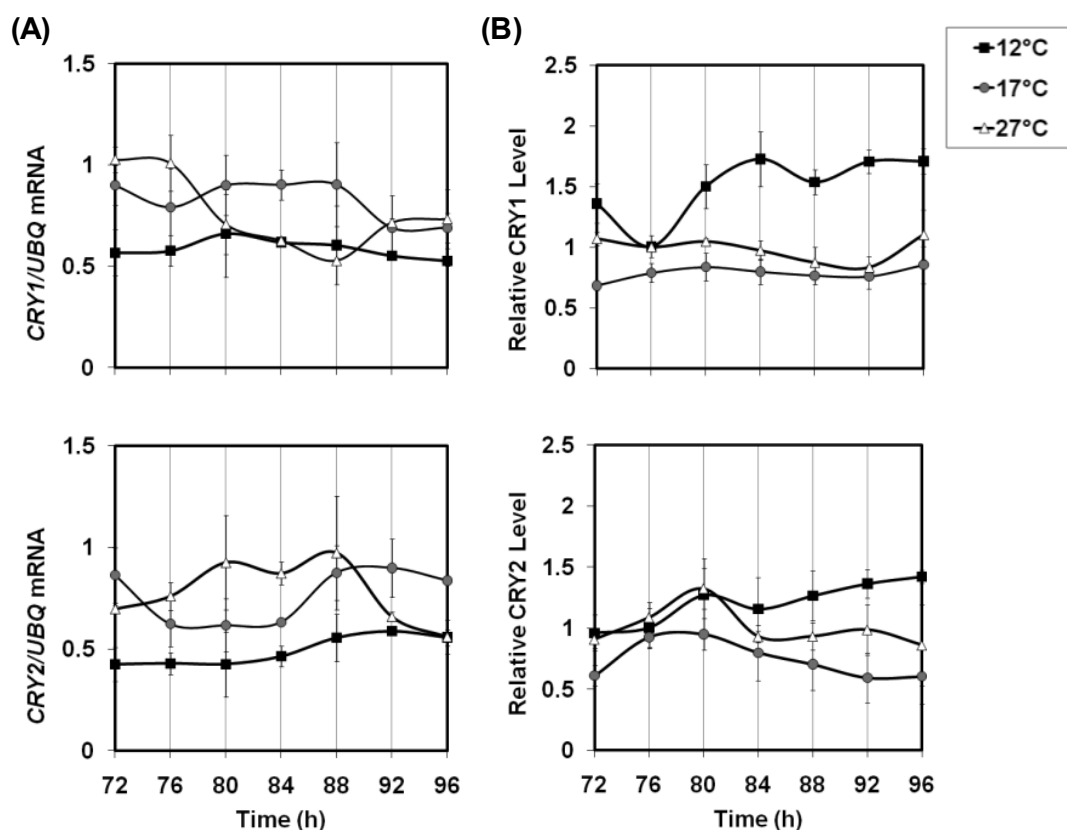 (A)
1.5
1
0.5
0
CRY1/UBQ mRNA
(B)
2.5
2
1.5
1
0.5
0
Relative CRY1 Level
12°C
17°C
27°C
1.5
1
0.5
0
CRY2/UBQ mRNA
72 76 80 84 88 92 96
Time (h)
2.5
2
1.5
1
0.5
0
Relative CRY2 Level
72 76 80 84 88 92 96
Time (h)